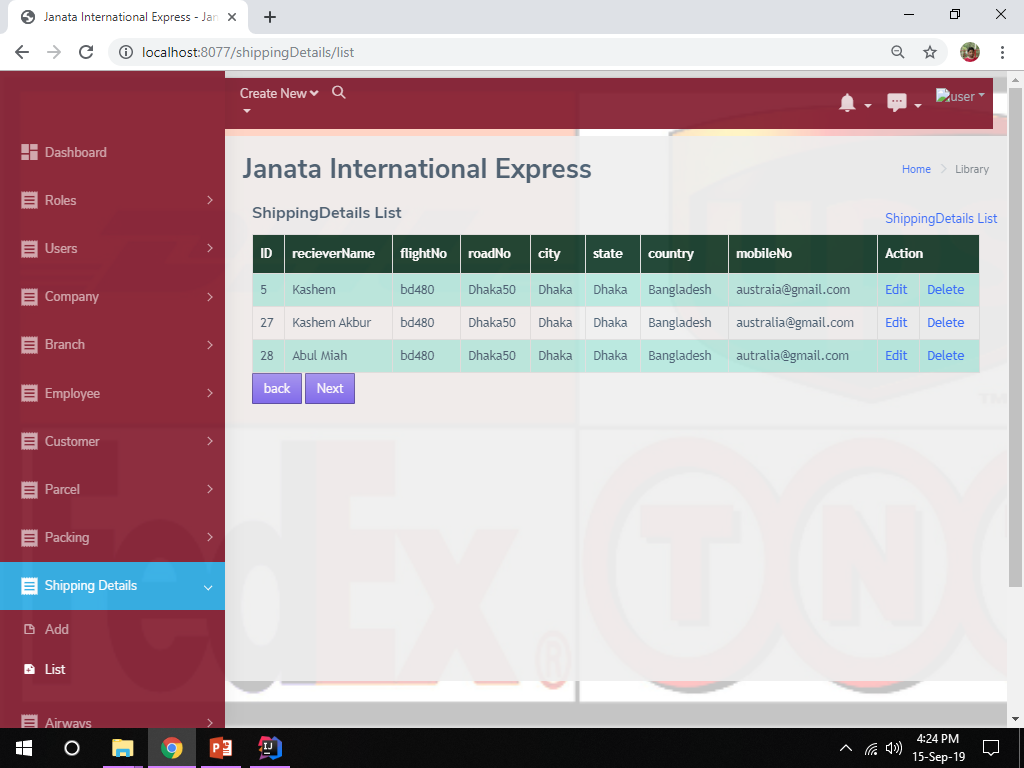 Janata International Express - Jan
localhost:8077/shippingDetails/list
Create New
user
Dashboard
Roles
Users
Company
Branch
Employee
Customer
Parcel
Packing
Shipping Details
Add
List
Airways
Janata International Express
Home > Library
ShippingDetails List
ShippingDetails List
ID recieverName flightNo roadNo city state country mobileNo Action
5 Kashem bd480 Dhaka50 Dhaka Dhaka Bangladesh austraia@gmail.com Edit Delete
27 Kashem Akbur bd480 Dhaka50 Dhaka Dhaka Bangladesh australia@gmail.com Edit Delete
28 Abul Miah bd480 Dhaka50 Dhaka Dhaka Bangladesh autralia@gmail.com Edit Delete
back Next
TM
FedEx ®
TN
4:24 PM
15-Sep-19